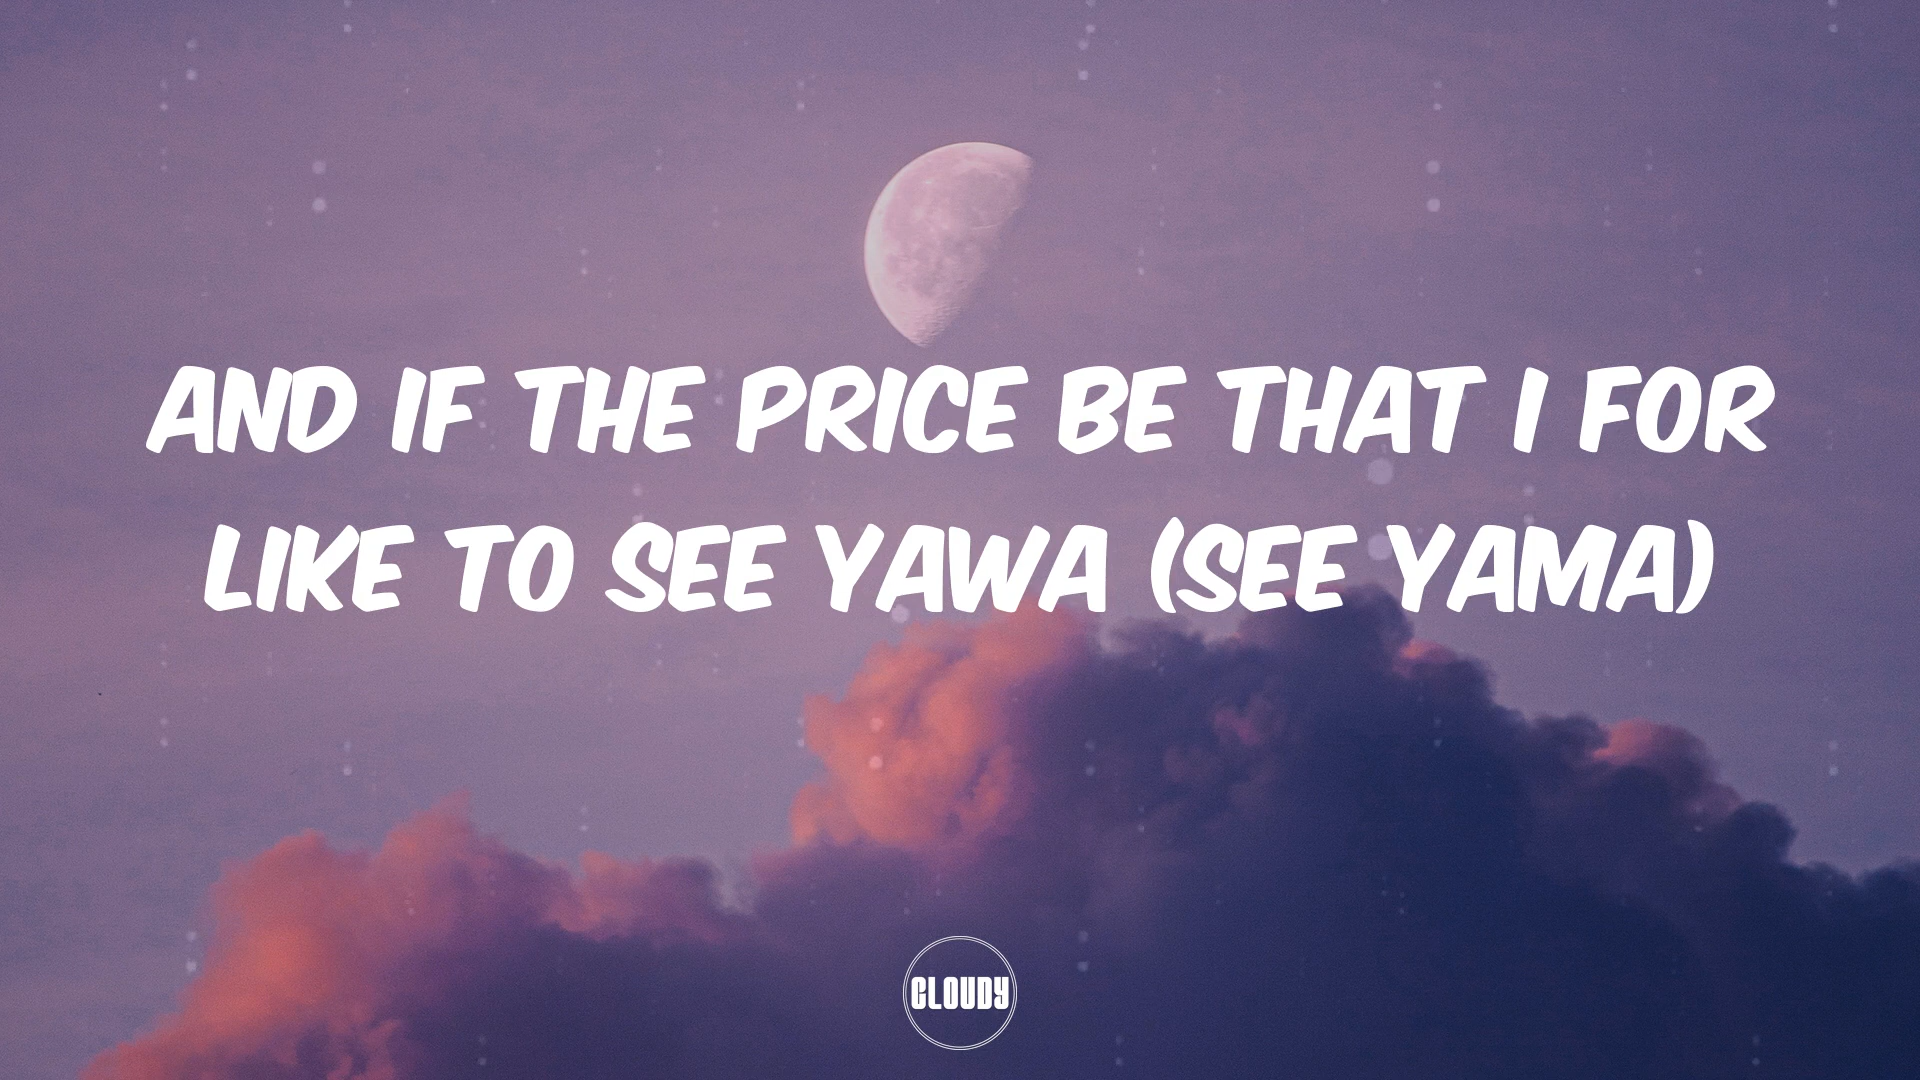 AND IF THE PRICE BE THAT I FOR
LIKE TO SEE YAWA (SEE YAMA)
CLOUDY